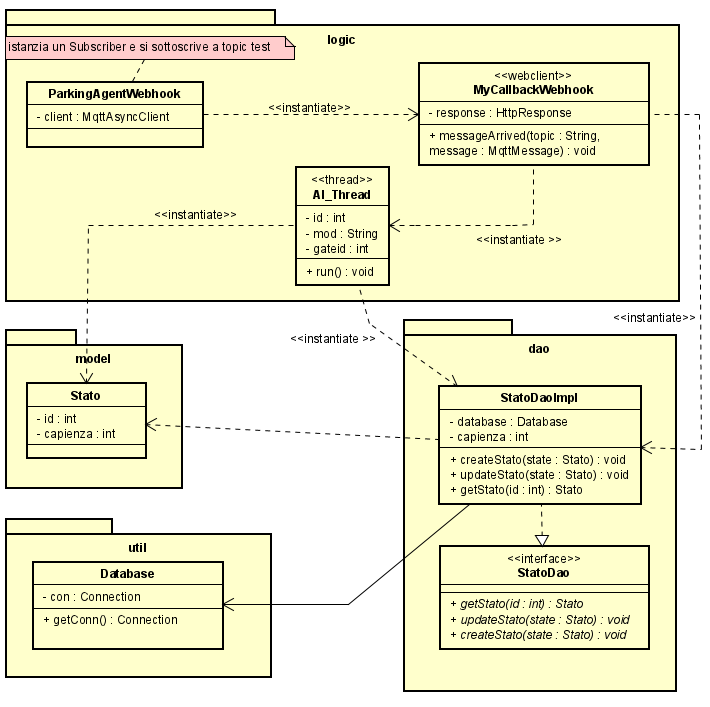 logic
istanzia un Subscriber e si sottoscrive a topic test
ParkingAgentWebhook
- client : MqttAsyncClient
<<instantiate>>
<<webclient>>
MyCallbackWebhook
- response : HttpResponse
+ messageArrived(topic : String,
message : MqttMessage) : void
<<thread>>
AI_Thread
- id : int
- mod : String
- gateid : int
+ run() : void
<<instantiate>>
<<instantiate >>
<<instantiate>>
<<instantiate >>
model
Stato
- id : int
- capienza : int
dao
StatoDaoImpl
- database : Database
- capienza : int
+ createStato(state : Stato) : void
+ updateStato(state : Stato) : void
+ getStato(id : int) : Stato
util
Database
- con : Connection
+ getConn() : Connection
<<interface>>
StatoDao
+ getStato(id : int) : Stato
+ updateStato(state : Stato) : void
+ createStato(state : Stato) : void